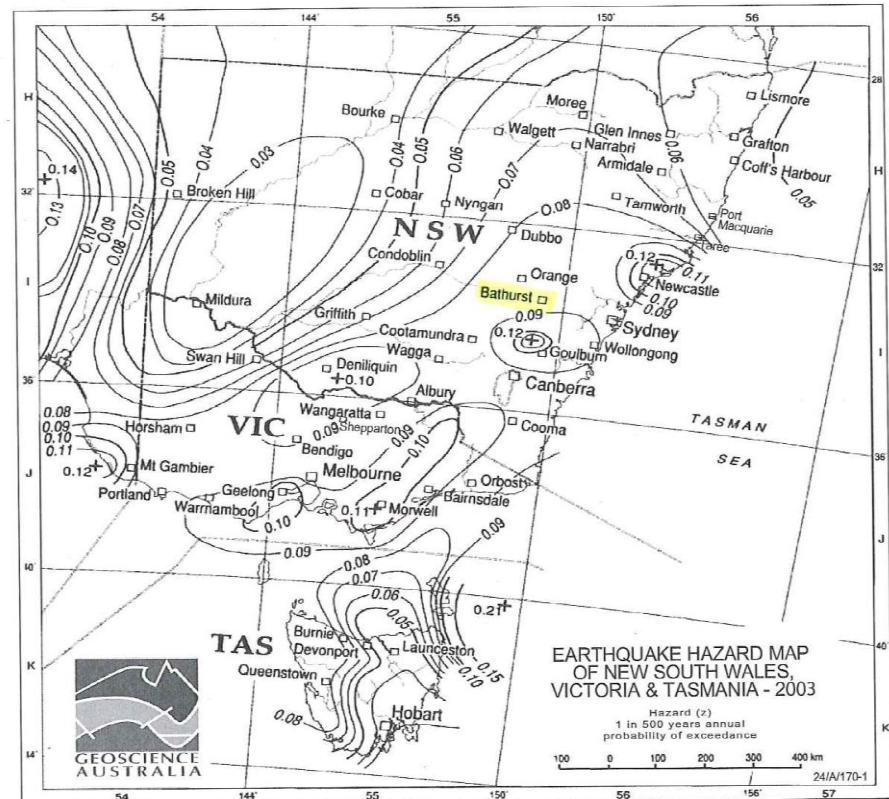 54 144° 55 150° 56
H
28
Lismore
Moree
Bourke
Glen Innes
Walgett
Grafton
Narrabri
Armidale
Coff's Harbour
0.05 0.04 0.03 0.04 0.05 0.06 0.07 0.06 0.05
0.14
0.13
0.10 0.09 0.08 0.07
32°
Broken Hill
Cobar
Nyngan
Tamworth
Port
Macquarie
H
Taree
0.08
NSW
Dubbo
0.12
0.11
Newcastle
0.10
0.09
32
I
Condoblin
Orange
Bathurst
Mildura
Griffith
0.09
Sydney
Cootamundra
0.12
Wollongong
Goulburn
I
Wagga
Swan Hill
Deniliquin
0.10
Canberra
36
Albury
0.08
0.09
0.10
0.11
0.12
Horsham
VIC
Wangaratta
Shepparton
0.09
0.09
0.10
Cooma
TASMAN
SEA
36
Bendigo
J
Mt Gambier
Melbourne
Portland
Geelong
Orbost
Bairnsdale
Warrnambool
0.10
0.11
Morwell
0.09
0.09
J
40
0.08
0.07
0.06
0.05
0.21
TAS
Burnie
Devonport
Launceston
0.15
0.10
40
K
Queenstown
0.08
Hobart
EARTHQUAKE HAZARD MAP
OF NEW SOUTH WALES,
VICTORIA & TASMANIA - 2003
Hazard (z)
1 in 500 years annual
probability of exceedance
K
100 0 100 200 300 400 km
GEOSCIENCE
AUSTRALIA
44°
24/A/170-1
54 144° 55 150° 56 156° 57